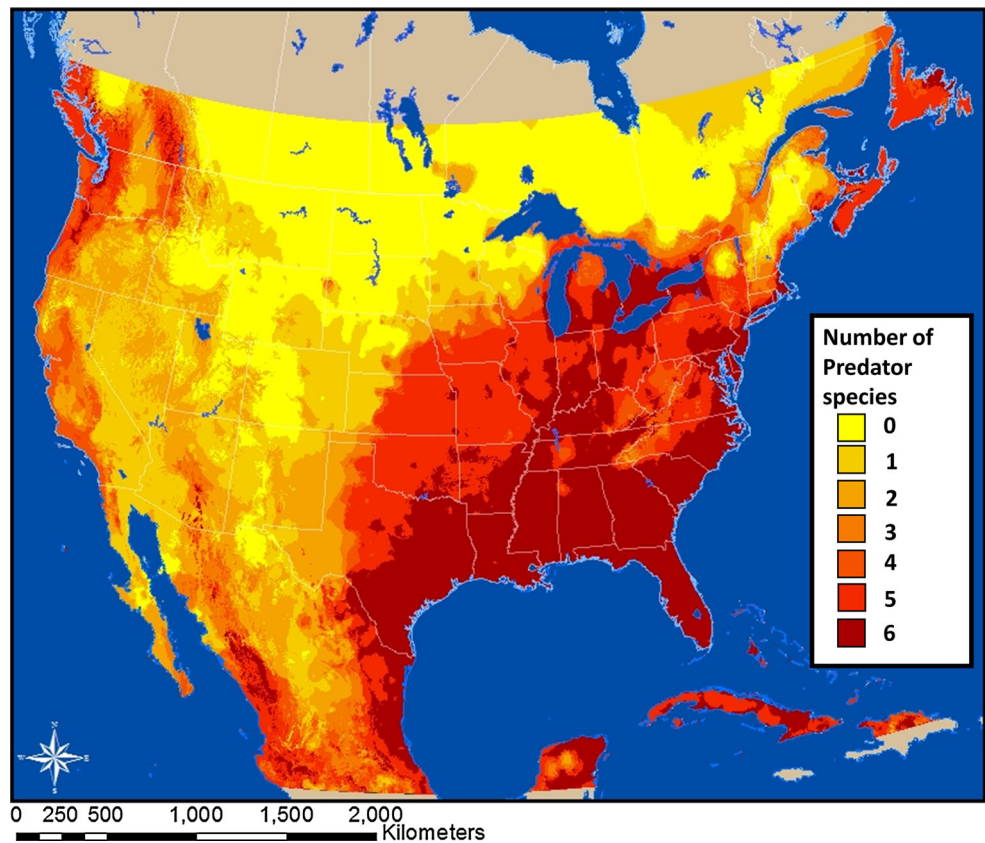 Number of
Predator
species
0
1
2
3
4
5
6
N
W E
S
0 250 500 1,000 1,500 2,000
Kilometers